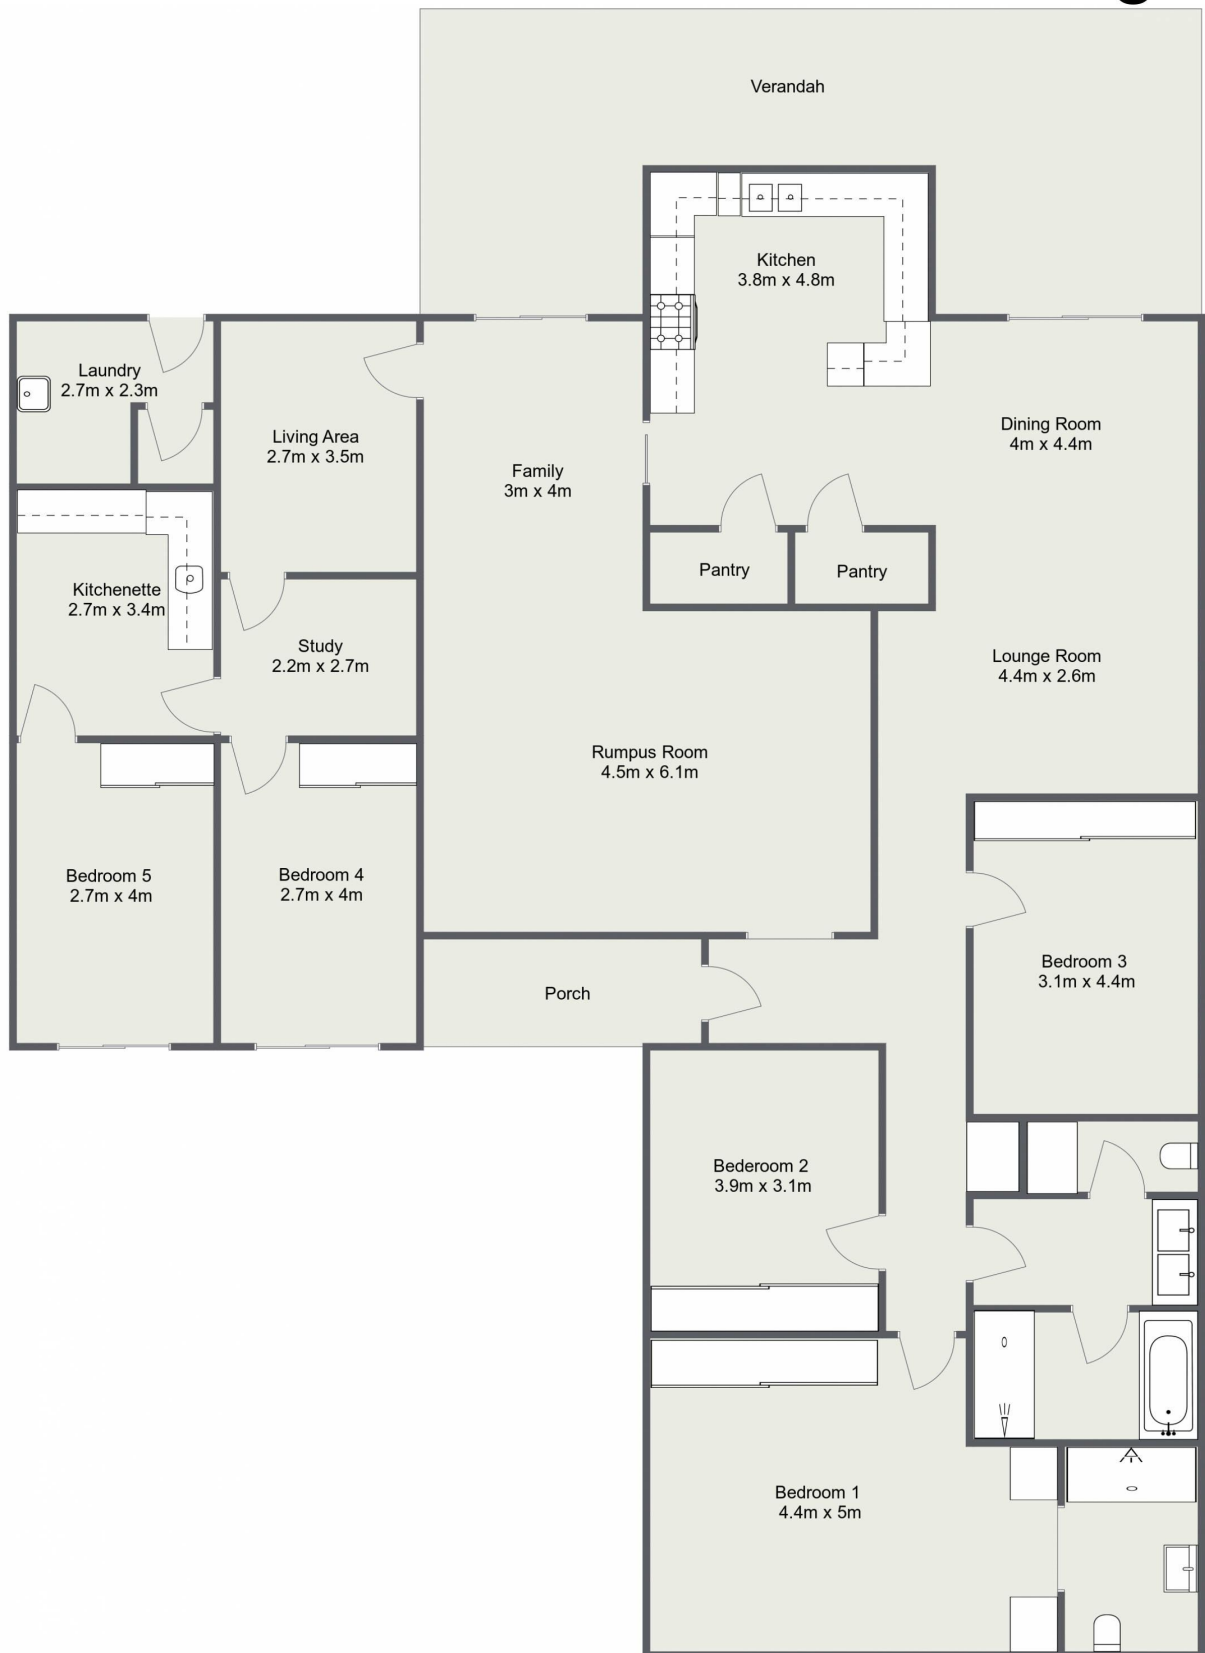 Verandah
Kitchen
3.8m x 4.8m
Laundry
2.7m x 2.3m
Living Area
2.7m x 3.5m
Family
3m x 4m
Dining Room
4m x 4.4m
Pantry
Pantry
Kitchenette
2.7m x 3.4m
Study
2.2m x 2.7m
Lounge Room
4.4m x 2.6m
Rumpus Room
4.5m x 6.1m
Bedroom 5
2.7m x 4m
Bedroom 4
2.7m x 4m
Bedroom 3
3.1m x 4.4m
Porch
Bederoom 2
3.9m x 3.1m
Bedroom 1
4.4m x 5m